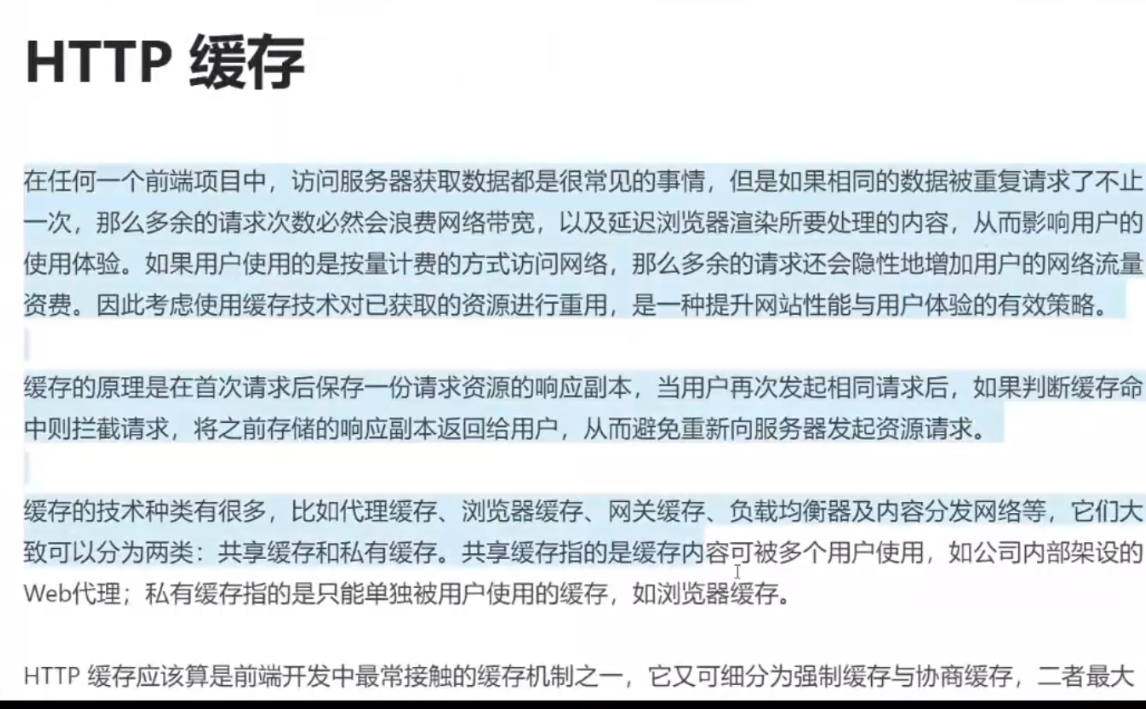 HTTP 缓存
在任何一个前端项目中，访问服务器获取数据都是很常见的事情，但是如果相同的数据被重复请求了不止
一次，那么多余的请求次数必然会浪费网络带宽，以及延迟浏览器渲染所要处理的内容，从而影响用户的
使用体验。如果用户使用的是按量计费的方式访问网络，那么多余的请求还会隐性地增加用户的网络流量
资费。因此考虑使用缓存技术对已获取的资源进行重用，是一种提升网站性能与用户体验的有效策略。
缓存的原理是在首次请求后保存一份请求资源的响应副本，当用户再次发起相同请求后，如果判断缓存命
中则拦截请求，将之前存储的响应副本返回给用户，从而避免重新向服务器发起资源请求。
缓存的技术种类有很多，比如代理缓存、浏览器缓存、网关缓存、负载均衡器及内容分发网络等，它们大
致可以分为两类：共享缓存和私有缓存。共享缓存指的是缓存内容可被多个用户使用，如公司内部架设的
Web代理；私有缓存指的是只能单独被用户使用的缓存，如浏览器缓存。
HTTP 缓存应该算是前端开发中最常接触的缓存机制之一，它又可细分为强制缓存与协商缓存，二者最大